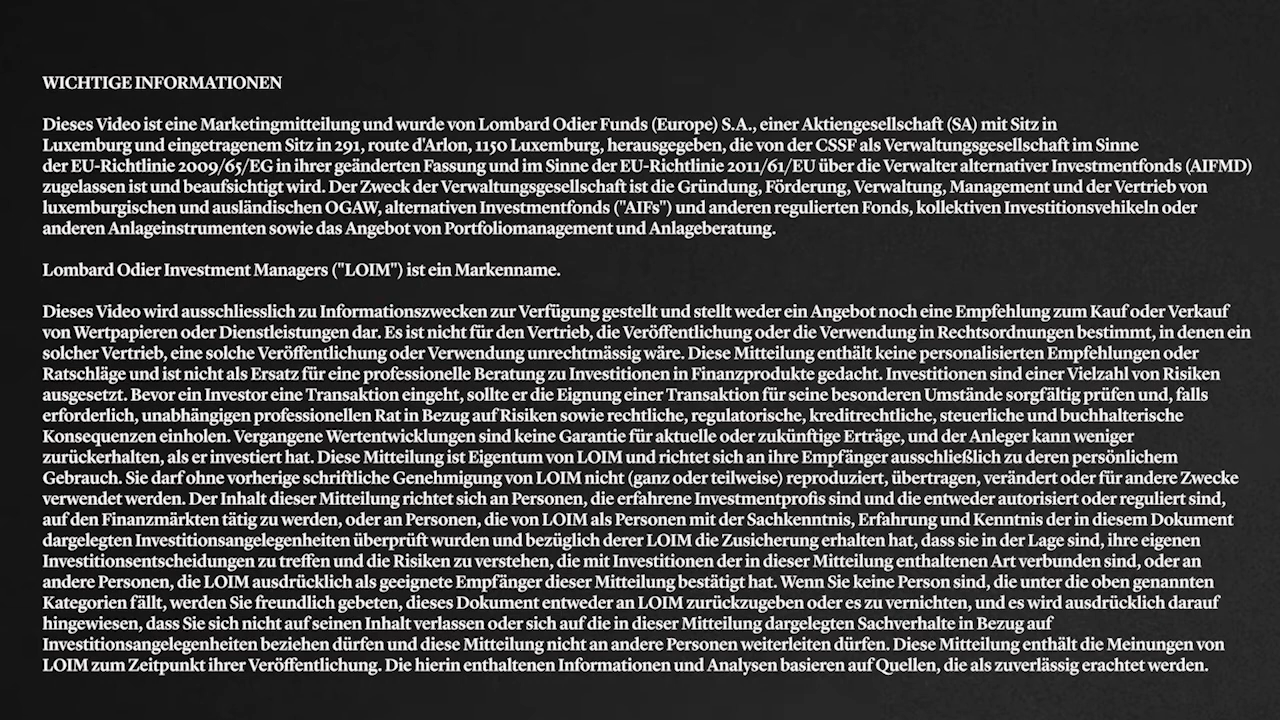 WICHTIGE INFORMATIONEN
Dieses Video ist eine Marketingmitteilung und wurde von Lombard Odier Funds (Europe) S.A., einer Aktiengesellschaft (SA) mit Sitz in
Luxemburg und eingetragenem Sitz in 291, route d'Arlon, 1150 Luxemburg, herausgegeben, die von der CSSF als Verwaltungsgesellschaft im Sinne
der EU-Richtlinie 2009/65/EG in ihrer geänderten Fassung und im Sinne der EU-Richtlinie 2011/61/EU über die Verwalter alternativer Investmentfonds (AIFMD)
zugelassen ist und beaufsichtigt wird. Der Zweck der Verwaltungsgesellschaft ist die Gründung, Förderung, Verwaltung, Management und der Vertrieb von
luxemburgischen und ausländischen OGAW, alternativen Investmentfonds ("AIFs") und anderen regulierten Fonds, kollektiven Investitionsvehikeln oder
anderen Anlageinstrumenten sowie das Angebot von Portfoliomanagement und Anlageberatung.
Lombard Odier Investment Managers ("LOIM") ist ein Markenname.
Dieses Video wird ausschliesslich zu Informationszwecken zur Verfügung gestellt und stellt weder ein Angebot noch eine Empfehlung zum Kauf oder Verkauf
von Wertpapieren oder Dienstleistungen dar. Es ist nicht für den Vertrieb, die Veröffentlichung oder die Verwendung in Rechtsordnungen bestimmt, in denen ein
solcher Vertrieb, eine solche Veröffentlichung oder Verwendung unrechtmässig wäre. Diese Mitteilung enthält keine personalisierten Empfehlungen oder
Ratschläge und ist nicht als Ersatz für eine professionelle Beratung zu Investitionen in Finanzprodukte gedacht. Investitionen sind einer Vielzahl von Risiken
ausgesetzt. Bevor ein Investor eine Transaktion eingeht, sollte er die Eignung einer Transaktion für seine besonderen Umstände sorgfältig prüfen und, falls
erforderlich, unabhängigen professionellen Rat in Bezug auf Risiken sowie rechtliche, regulatorische, kreditrechtliche, steuerliche und buchhalterische
Konsequenzen einholen. Vergangene Wertentwicklungen sind keine Garantie für aktuelle oder zukünftige Erträge, und der Anleger kann weniger
zurückerhalten, als er investiert hat. Diese Mitteilung ist Eigentum von LOIM und richtet sich an ihre Empfänger ausschließlich zu deren persönlichem
Gebrauch. Sie darf ohne vorherige schriftliche Genehmigung von LOIM nicht (ganz oder teilweise) reproduziert, übertragen, verändert oder für andere Zwecke
verwendet werden. Der Inhalt dieser Mitteilung richtet sich an Personen, die erfahrene Investmentprofis sind und die entweder autorisiert oder reguliert sind,
auf den Finanzmärkten tätig zu werden, oder an Personen, die von LOIM als Personen mit der Sachkenntnis, Erfahrung und Kenntnis der in diesem Dokument
dargelegten Investitionsangelegenheiten überprüft wurden und bezüglich derer LOIM die Zusicherung erhalten hat, dass sie in der Lage sind, ihre eigenen
Investitionsentscheidungen zu treffen und die Risiken zu verstehen, die mit Investitionen der in dieser Mitteilung enthaltenen Art verbunden sind, oder an
andere Personen, die LOIM ausdrücklich als geeignete Empfänger dieser Mitteilung bestätigt hat. Wenn Sie keine Person sind, die unter die oben genannten
Kategorien fällt, werden Sie freundlich gebeten, dieses Dokument entweder an LOIM zurückzugeben oder es zu vernichten, und es wird ausdrücklich darauf
hingewiesen, dass Sie sich nicht auf seinen Inhalt verlassen oder sich auf die in dieser Mitteilung dargelegten Sachverhalte in Bezug auf
Investitionsangelegenheiten beziehen dürfen und diese Mitteilung nicht an andere Personen weiterleiten dürfen. Diese Mitteilung enthält die Meinungen von
LOIM zum Zeitpunkt ihrer Veröffentlichung. Die hierin enthaltenen Informationen und Analysen basieren auf Quellen, die als zuverlässig erachtet werden.